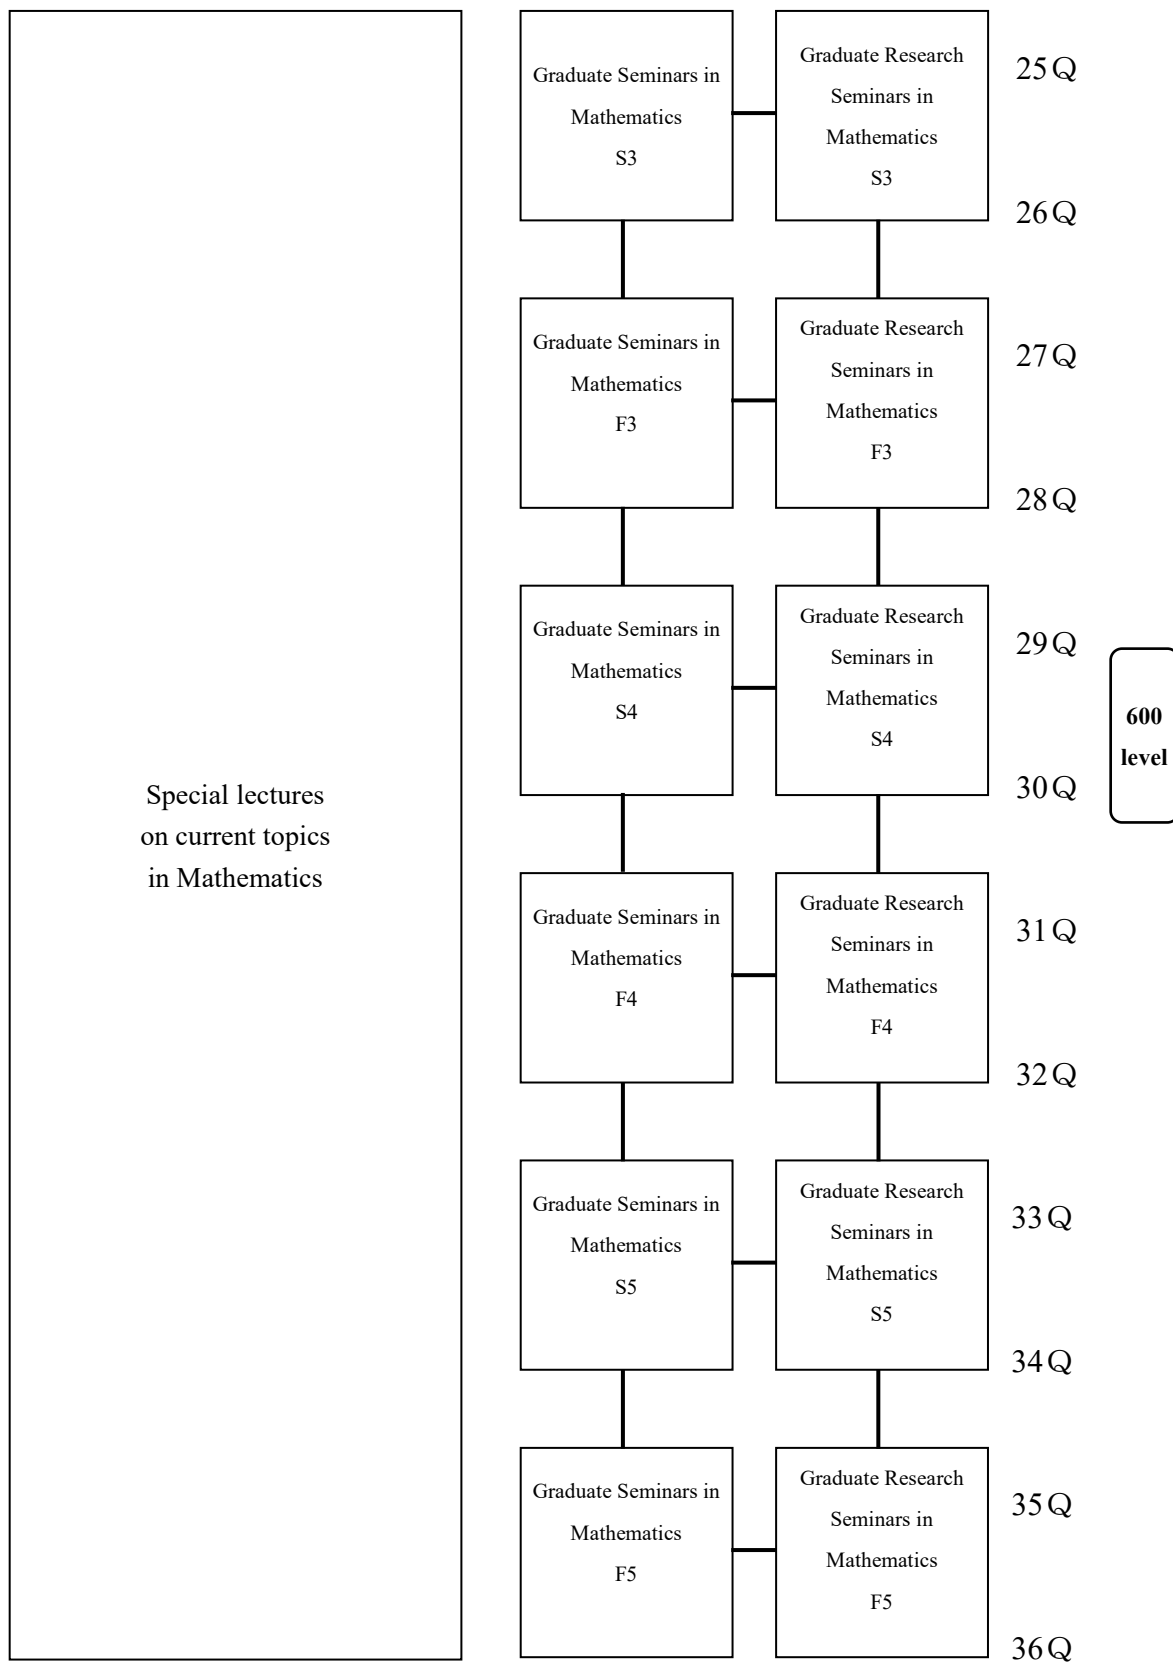 Special lectures
on current topics
in Mathematics
Graduate Seminars in
Mathematics
S3
Graduate Research
Seminars in
Mathematics
S3
25Q
26Q
Graduate Seminars in
Mathematics
F3
Graduate Research
Seminars in
Mathematics
F3
27Q
28Q
Graduate Seminars in
Mathematics
S4
Graduate Research
Seminars in
Mathematics
S4
29Q
30Q
600
level
Graduate Seminars in
Mathematics
F4
Graduate Research
Seminars in
Mathematics
F4
31Q
32Q
Graduate Seminars in
Mathematics
S5
Graduate Research
Seminars in
Mathematics
S5
33Q
34Q
Graduate Seminars in
Mathematics
F5
Graduate Research
Seminars in
Mathematics
F5
35Q
36Q